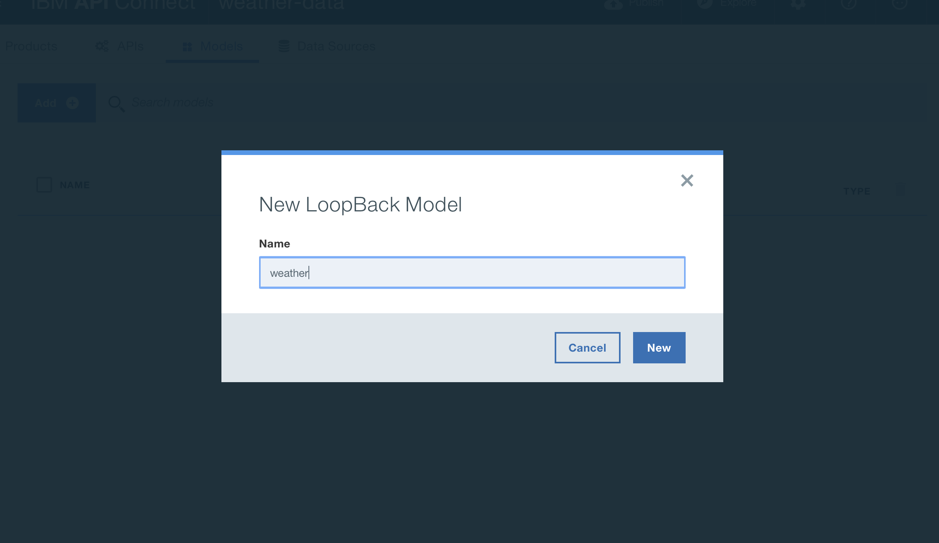 IBM API Connect weather-data Publish Explore
Products APIs Models Data Sources
Add Search models
NAME TYPE
New LoopBack Model
Name
weather
Cancel New